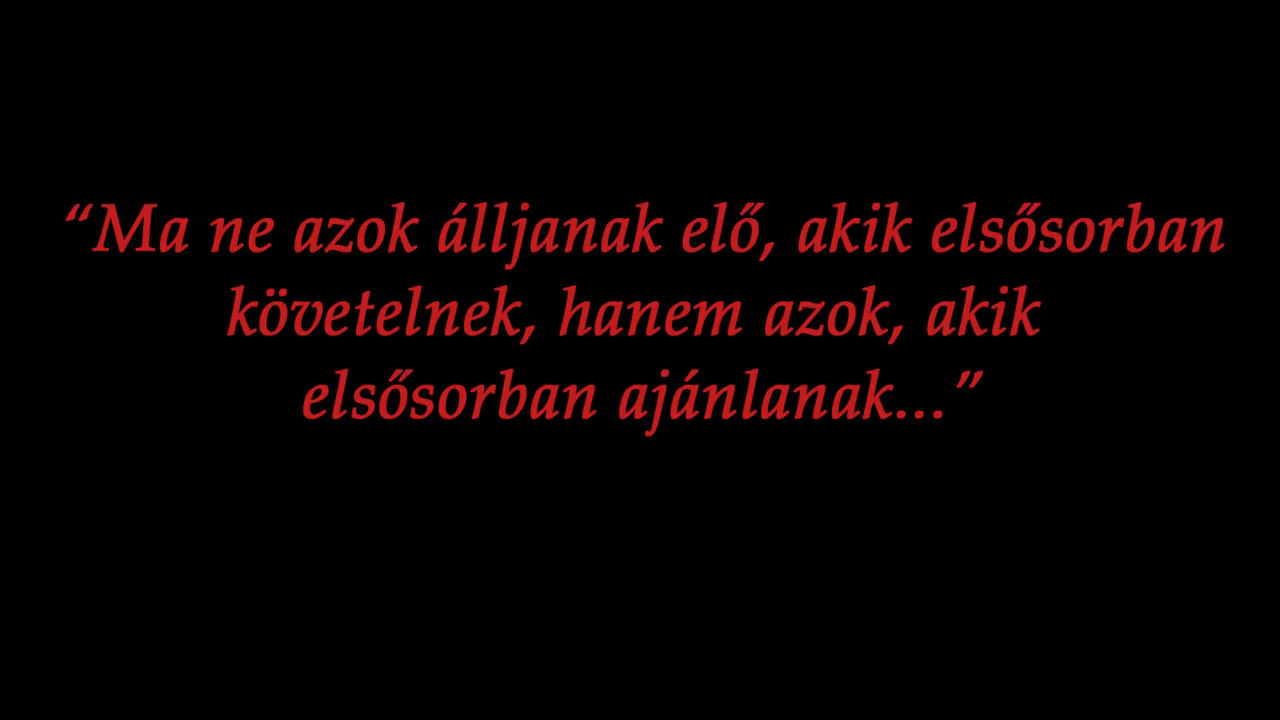 “Ma ne azok álljanak elő, akik elsősorban
követelnek, hanem azok, akik
elsősorban ajánlanak...”